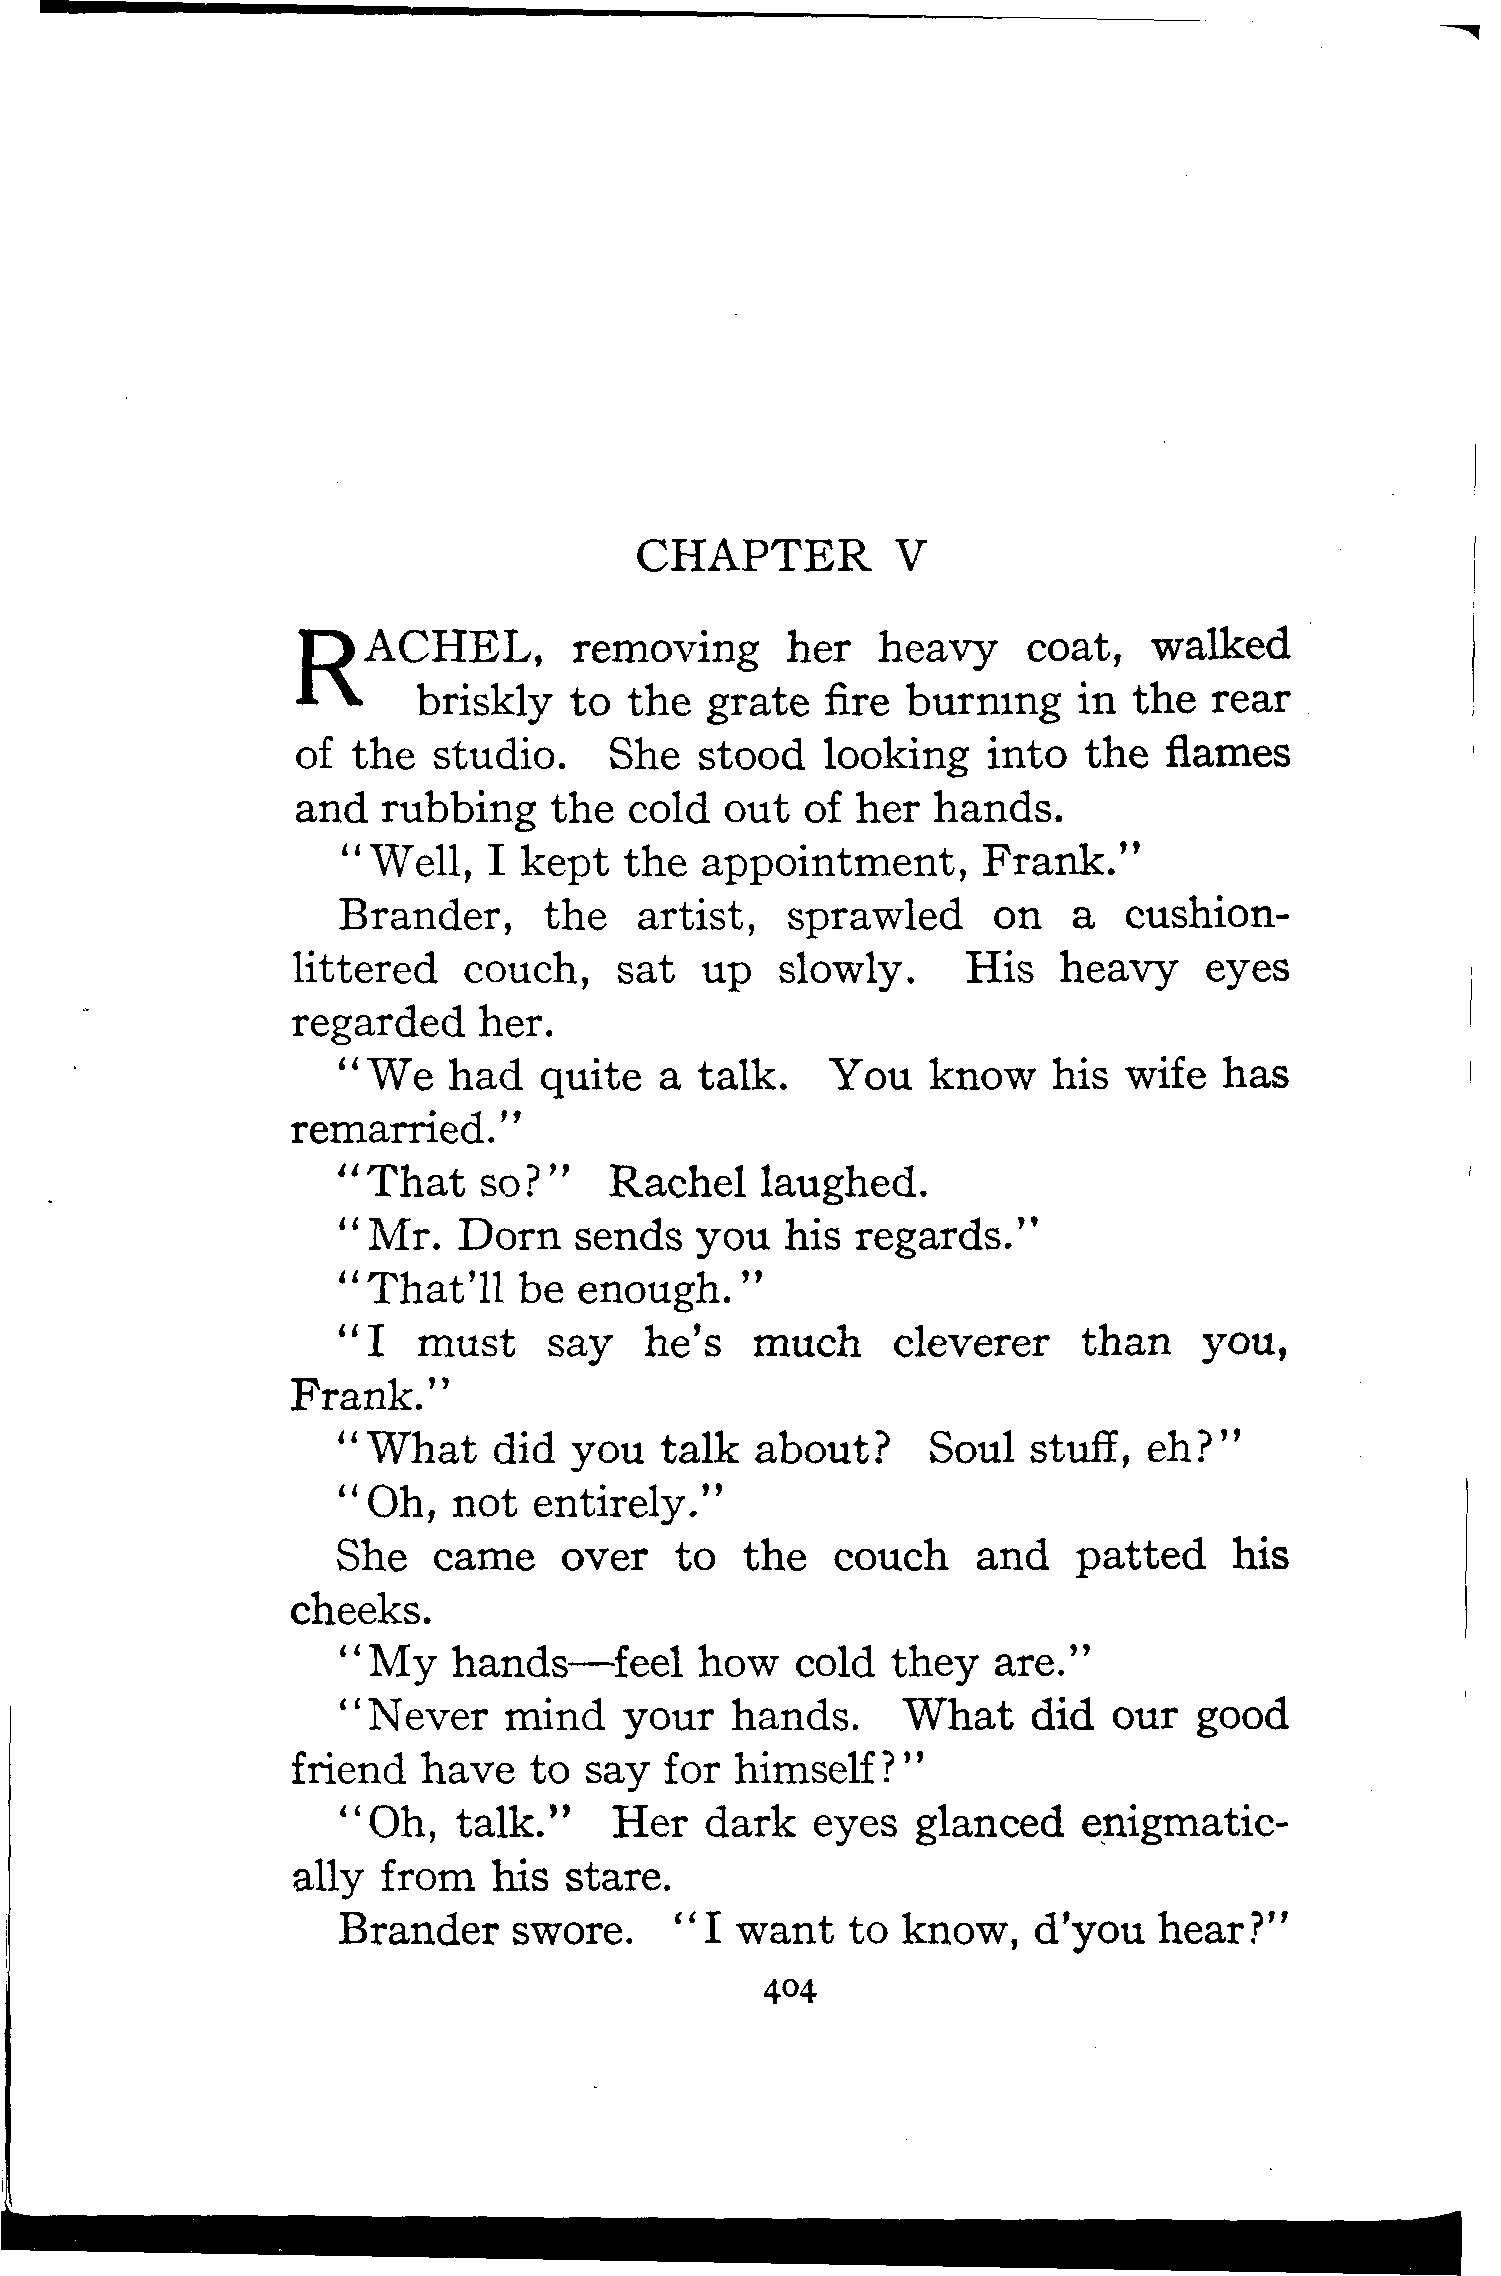 CHAPTER V
RACHEL, removing her heavy coat, walked
briskly to the grate fire burning in the rear
of the studio. She stood looking into the flames
and rubbing the cold out of her hands.
"Well, I kept the appointment, Frank."
Brander, the artist, sprawled on a cushion-
littered couch, sat up slowly. His heavy eyes
regarded her.
"We had quite a talk. You know his wife has
remarried."
"That so?" Rachel laughed.
"Mr. Dorn sends you his regards."
"That'll be enough."
"I must say he's much cleverer than you,
Frank."
"What did you talk about? Soul stuff, eh?"
"Oh, not entirely."
She came over to the couch and patted his
cheeks.
"My hands—feel how cold they are."
"Never mind your hands. What did our good
friend have to say for himself?"
"Oh, talk." Her dark eyes glanced enigmatic-
ally from his stare.
Brander swore. "I want to know, d'you hear?"
404